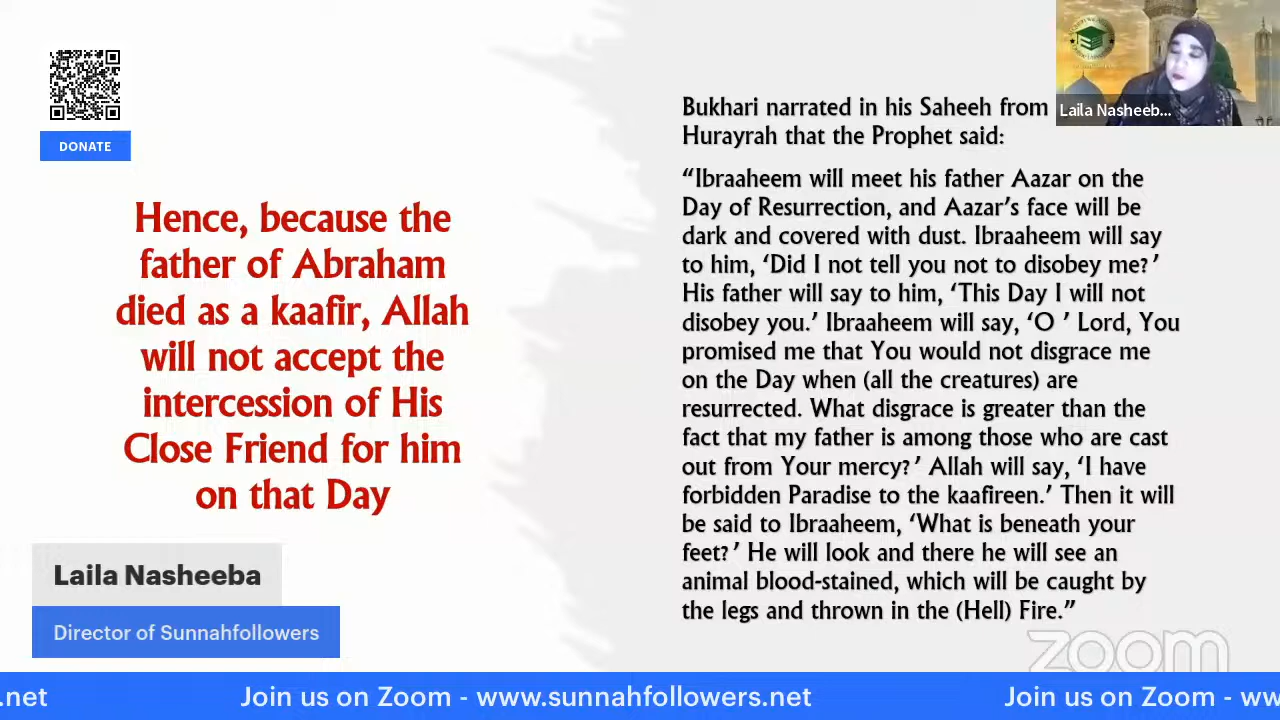 DONATE
Hence, because the
father of Abraham
died as a kaafir, Allah
will not accept the
intercession of His
Close Friend for him
on that Day
Laila Nasheeba
Director of Sunnahfollowers
Bukhari narrated in his Saheeh from
Hurayrah that the Prophet said:
“Ibraaheem will meet his father Aazar on the
Day of Resurrection, and Aazar’s face will be
dark and covered with dust. Ibraaheem will say
to him, ‘Did I not tell you not to disobey me?’
His father will say to him, ‘This Day I will not
disobey you.’ Ibraaheem will say, ‘O ’ Lord, You
promised me that You would not disgrace me
on the Day when (all the creatures) are
resurrected. What disgrace is greater than the
fact that my father is among those who are cast
out from Your mercy?’ Allah will say, ‘I have
forbidden Paradise to the kaafireen.’ Then it will
be said to Ibraaheem, ‘What is beneath your
feet?’ He will look and there he will see an
animal blood-stained, which will be caught by
the legs and thrown in the (Hell) Fire.”
Laila Nasheeb...
zoom
.net Join us on Zoom - www.sunnahfollowers.net Join us on Zoom - ww